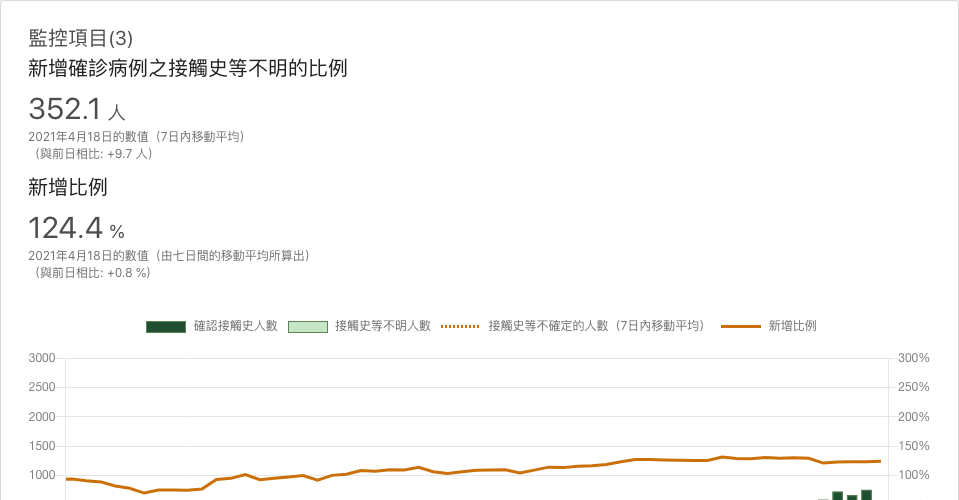 監控項目(3)
新增確診病例之接觸史等不明的比例
352.1 人
2021年4月18日的數值（7日內移動平均）
（與前日相比: +9.7 人）
新增比例
124.4 %
2021年4月18日的數值（由七日間的移動平均所算出）
（與前日相比: +0.8 %）
確認接觸史人數 接觸史等不明人數 接觸史等不確定的人數（7日內移動平均） 新增比例
3000 300%
2500 250%
2000 200%
1500 150%
1000 100%